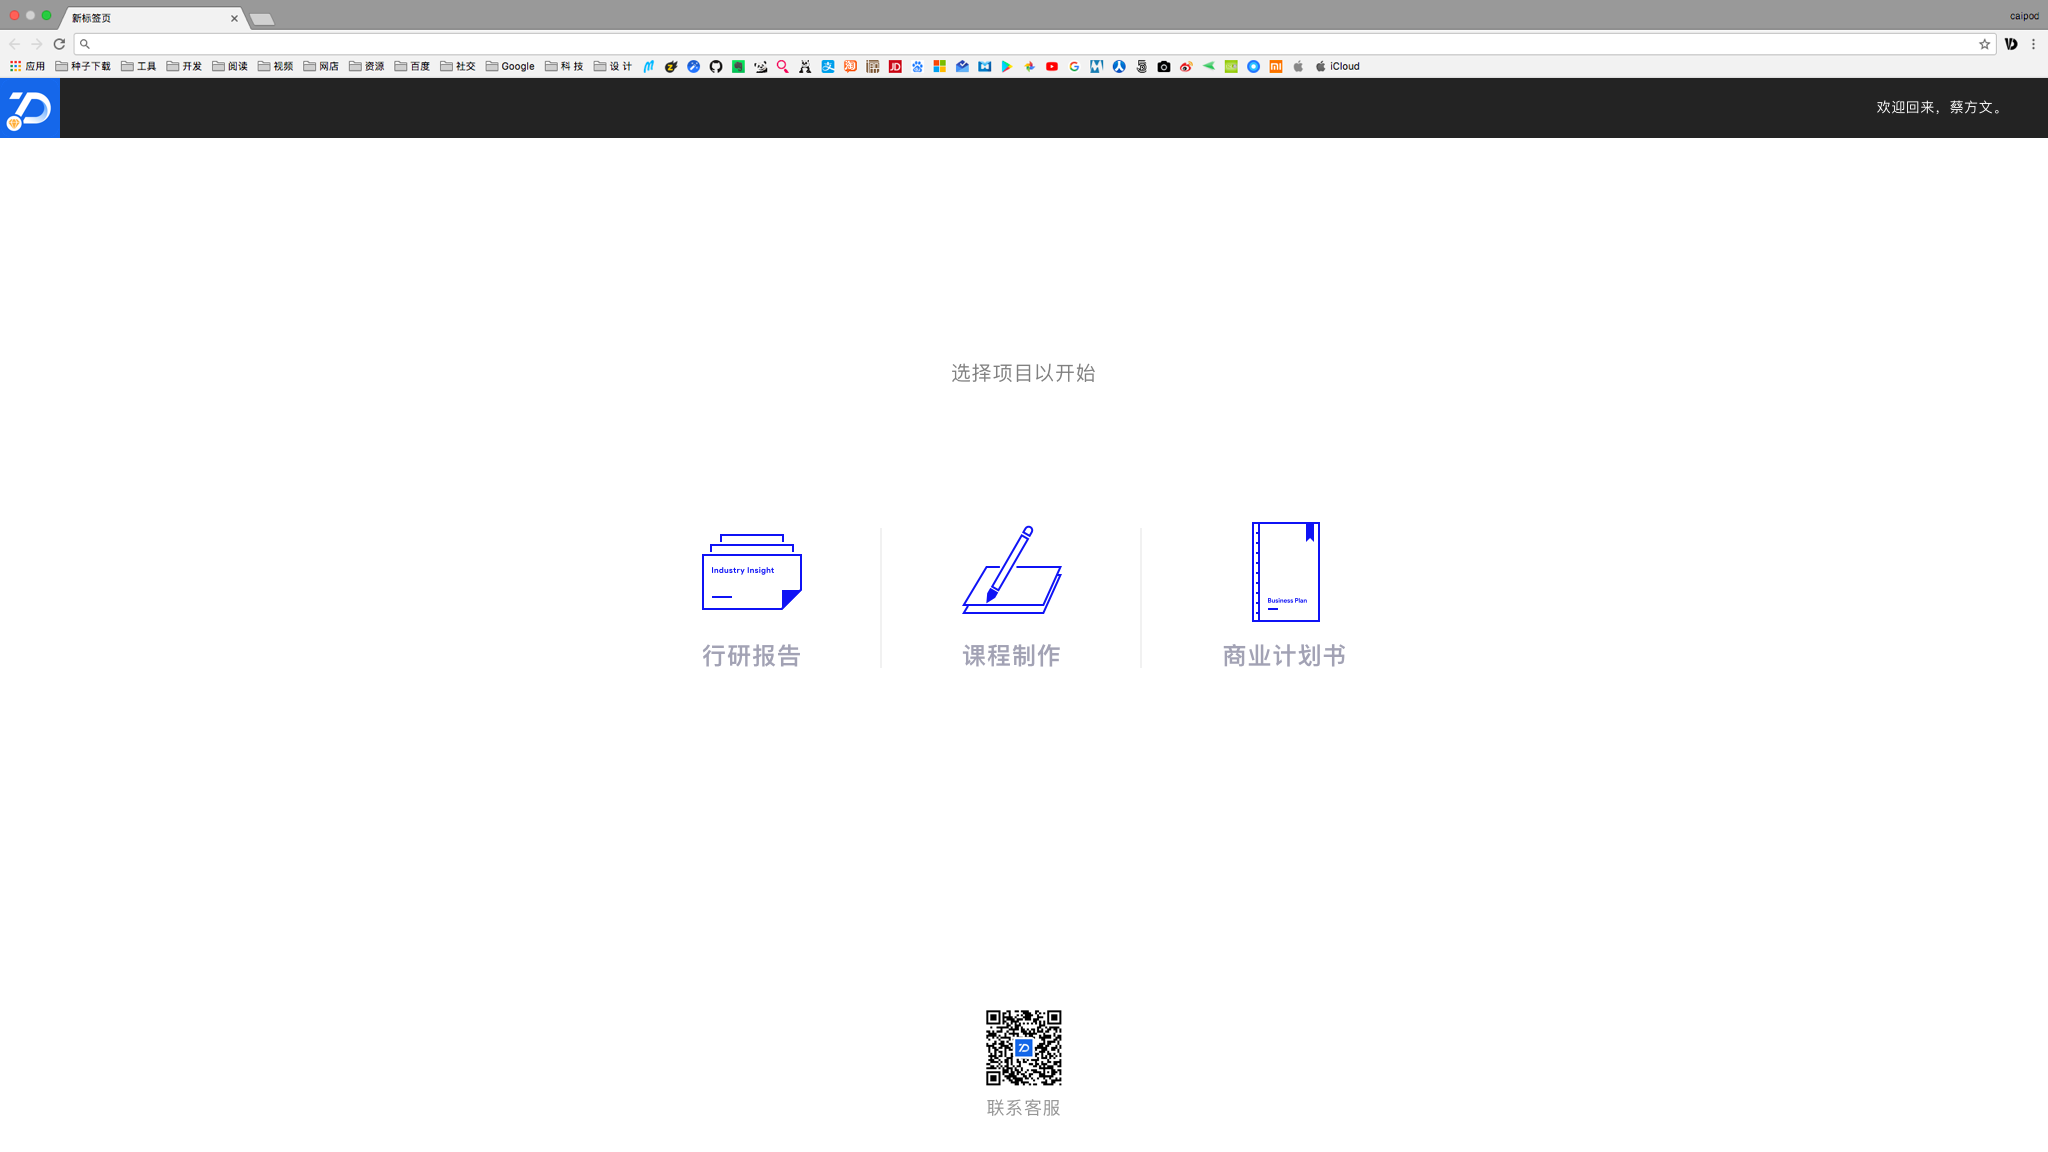 新标签页
caipod
应用 种子下载 工具 开发 阅读 视频 网店 资源 百度 社交 Google 科 技 设 计 iCloud
欢迎回来，蔡方文。
选择项目以开始
Industry Insight
Business Plan
行研报告
课程制作
商业计划书
联系客服